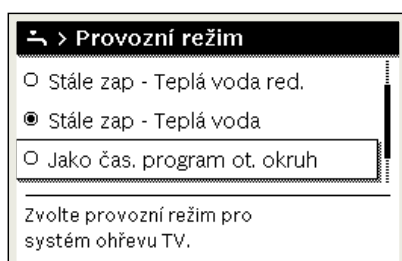 > Provozní režim
Stále zap - Teplá voda red.
Stále zap - Teplá voda
Jako čas. program ot. okruh
Zvolte provozní režim pro
systém ohřevu TV.